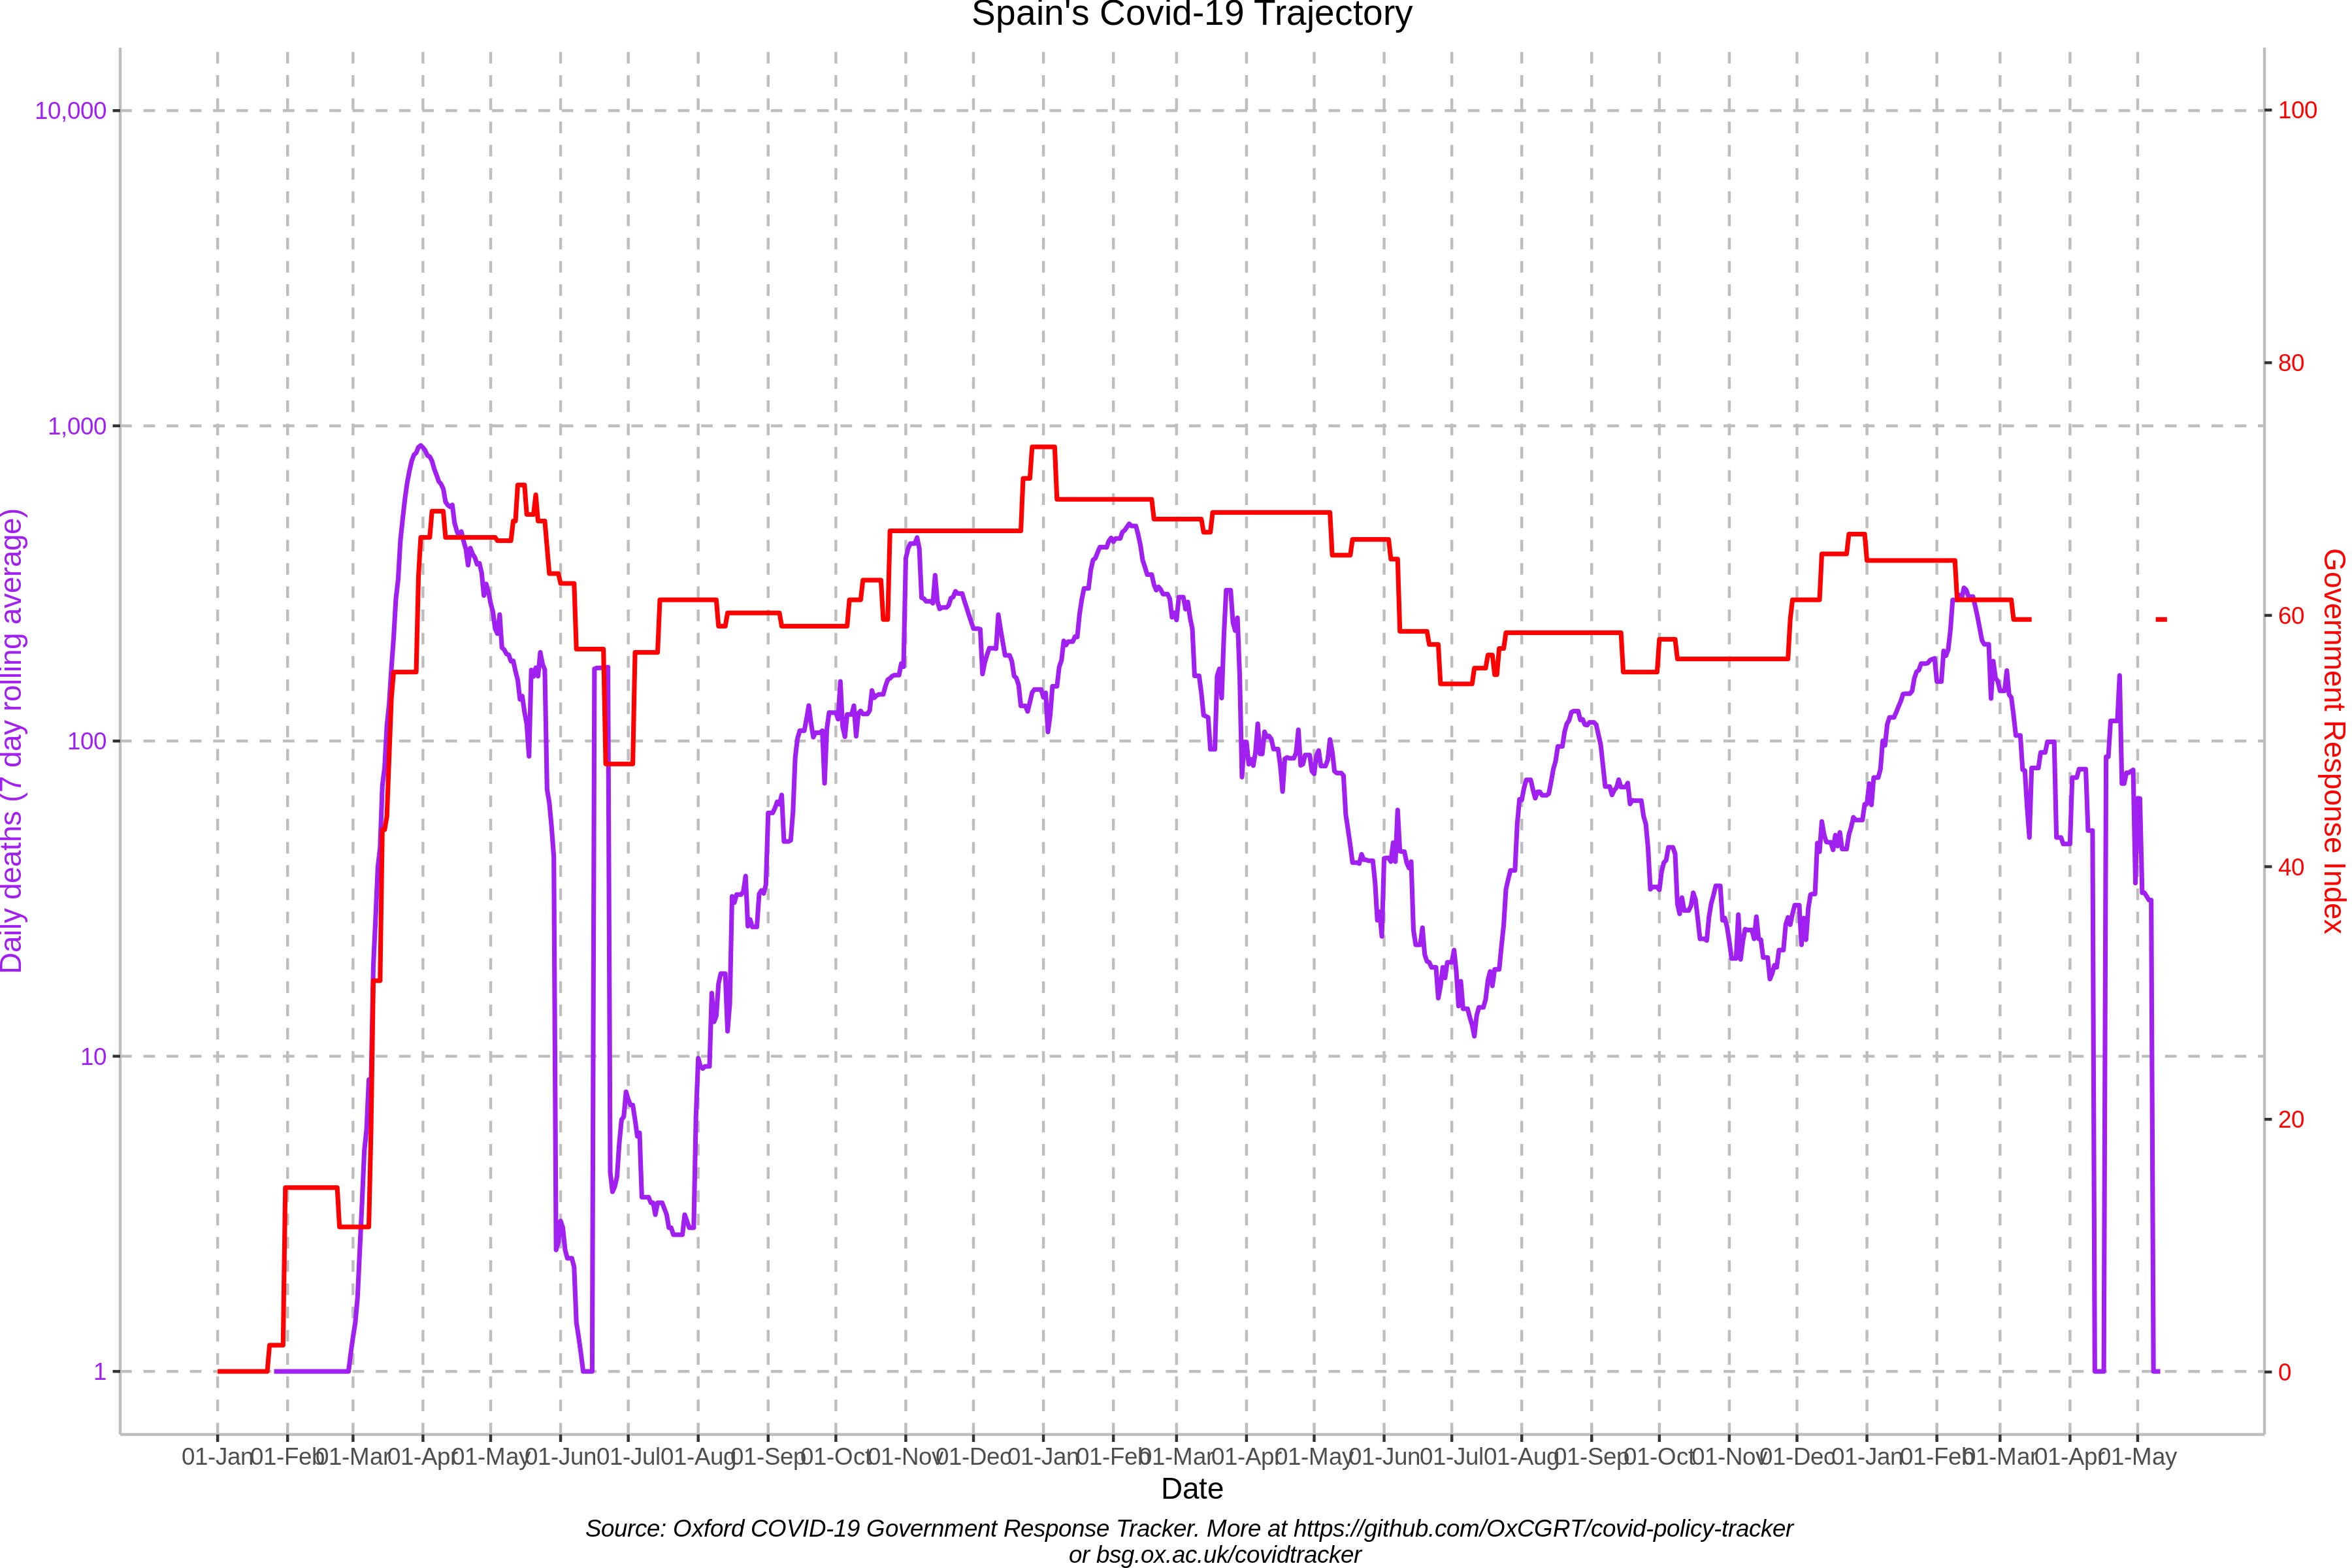 Spain's Covid-19 Trajectory
10,000
1,000
100
10
1
Daily deaths (7 day rolling average)
100
80
60
40
20
0
Government Response Index
01-Jan 01-Feb 01-Mar 01-Apr 01-May 01-Jun 01-Jul 01-Aug 01-Sep 01-Oct 01-Nov 01-Dec 01-Jan 01-Feb 01-Mar 01-Apr 01-May 01-Jun 01-Jul 01-Aug 01-Sep 01-Oct 01-Nov 01-Dec 01-Jan 01-Feb 01-Mar 01-Apr 01-May
Date
Source: Oxford COVID-19 Government Response Tracker. More at https://github.com/OxCGRT/covid-policy-tracker
or bsg.ox.ac.uk/covidtracker